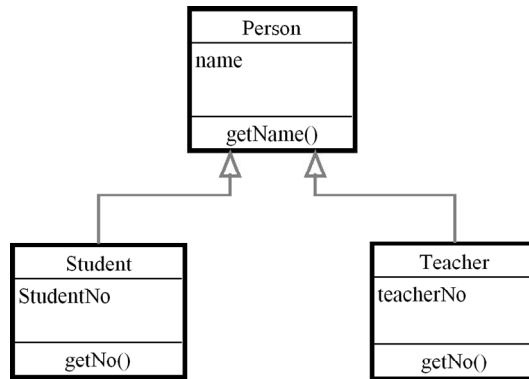 Person
name
getName()
Student
StudentNo
getNo()
Teacher
teacherNo
getNo()